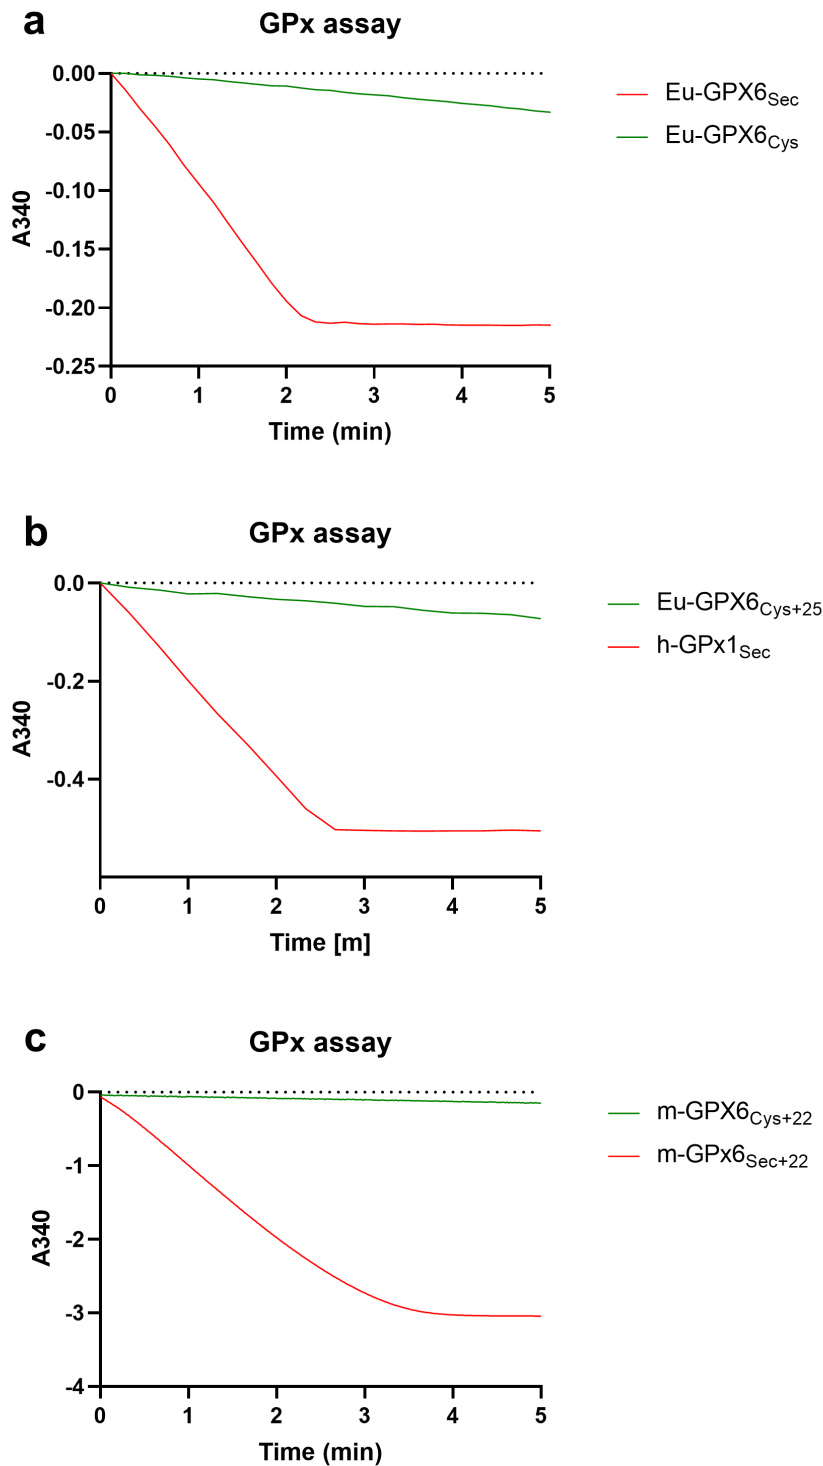 a
GPx assay
0.00
-0.05
-0.10
-0.15
-0.20
-0.25
A340
0 1 2 3 4 5
Time (min)
Eu-GPX6Sec
Eu-GPX6Cys
b
GPx assay
0.0
-0.2
-0.4
A340
0 1 2 3 4 5
Time [m]
Eu-GPX6Cys+25
h-GPx1Sec
c
GPx assay
0
-1
-2
-3
-4
A340
0 1 2 3 4 5
Time (min)
m-GPX6Cys+22
m-GPx6Sec+22